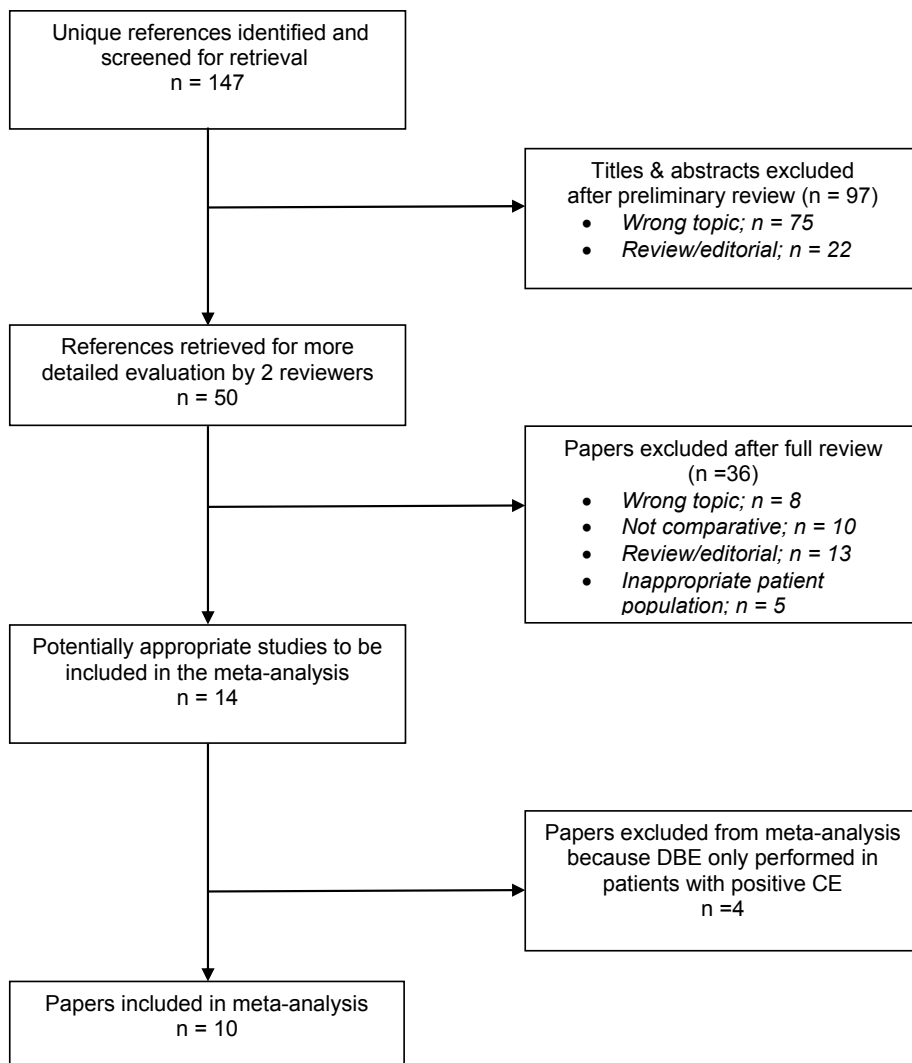 Unique references identified and
screened for retrieval
n = 147
Titles & abstracts excluded
after preliminary review (n = 97)
• Wrong topic; n = 75
• Review/editorial; n = 22
References retrieved for more
detailed evaluation by 2 reviewers
n = 50
Papers excluded after full review
(n =36)
• Wrong topic; n = 8
• Not comparative; n = 10
• Review/editorial; n = 13
• Inappropriate patient
population; n = 5
Potentially appropriate studies to be
included in the meta-analysis
n = 14
Papers excluded from meta-analysis
because DBE only performed in
patients with positive CE
n =4
Papers included in meta-analysis
n = 10